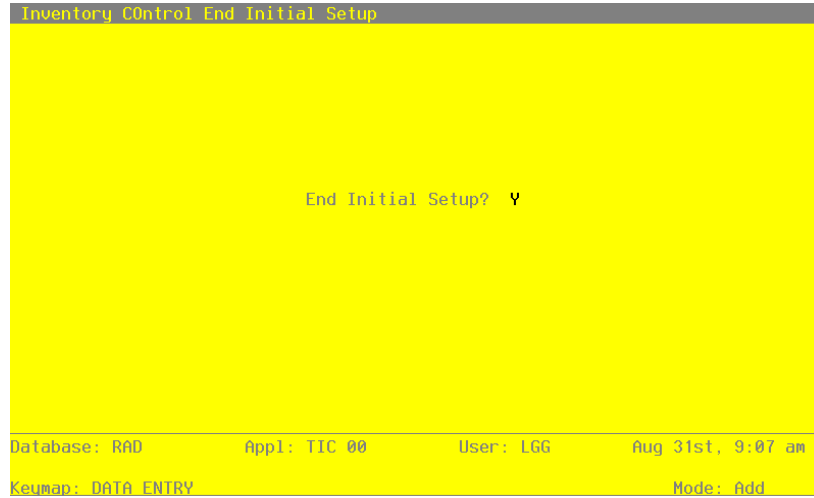 Inventory COntrol End Initial Setup
End Initial Setup? Y
Database: RAD Appl: TIC 00 User: LGG Aug 31st, 9:07 am
Keymap: DATA ENTRY Mode: Add